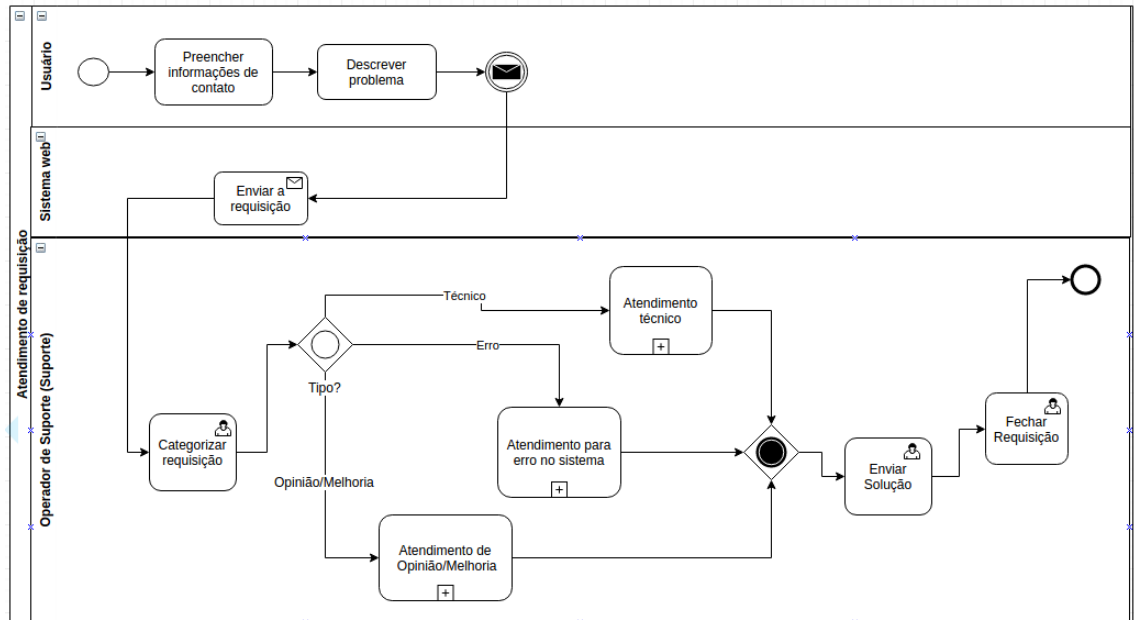 Atendimento de requisição
Usuário
Preencher
informações de
contato
Descrever
problema
Sistema web
Enviar a
requisição
Operador de Suporte (Suporte)
Categorizar
requisição
Tipo?
Técnico
Erro
Opinião/Melhoria
Atendimento
técnico
Atendimento para
erro no sistema
Atendimento de
Opinião/Melhoria
Enviar
Solução
Fechar
Requisição